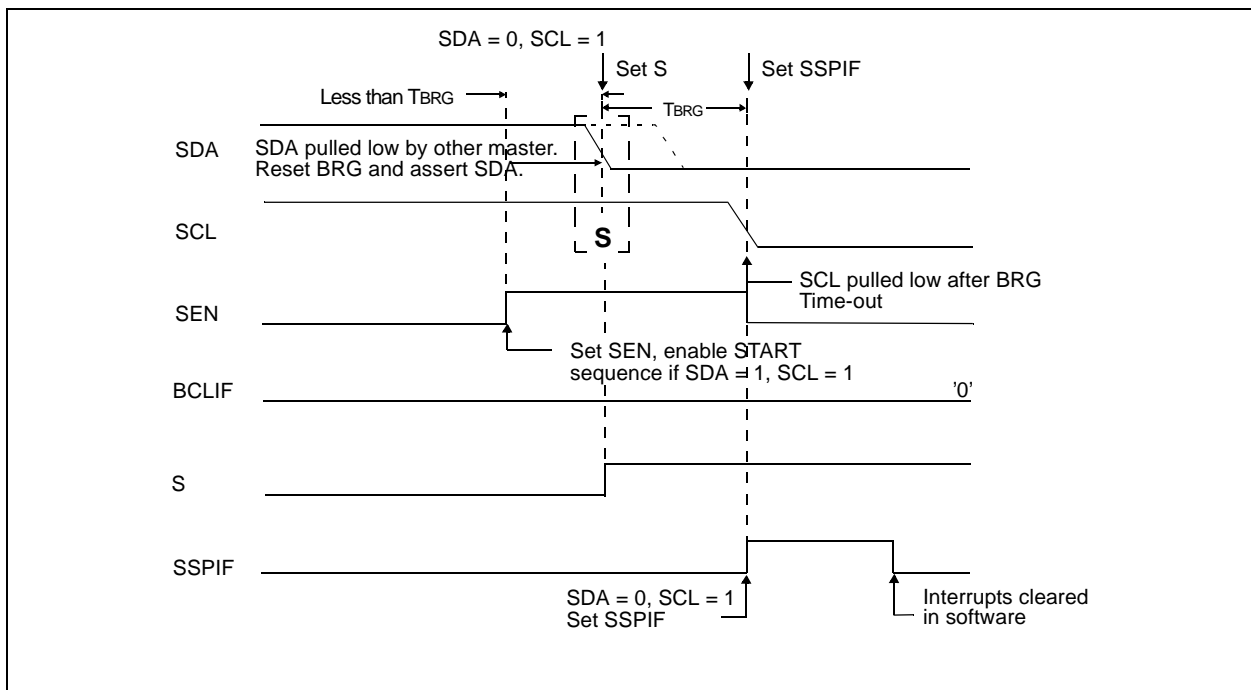 SDA = 0, SCL = 1
Set S
Set SSPIF
Less than TBRG
TBRG
SDA
SDA pulled low by other master.
Reset BRG and assert SDA.
SCL
S
SCL pulled low after BRG
Time-out
SEN
Set SEN, enable START
sequence if SDA = 1, SCL = 1
BCLIF
'0'
S
SSPIF
SDA = 0, SCL = 1
Set SSPIF
Interrupts cleared
in software